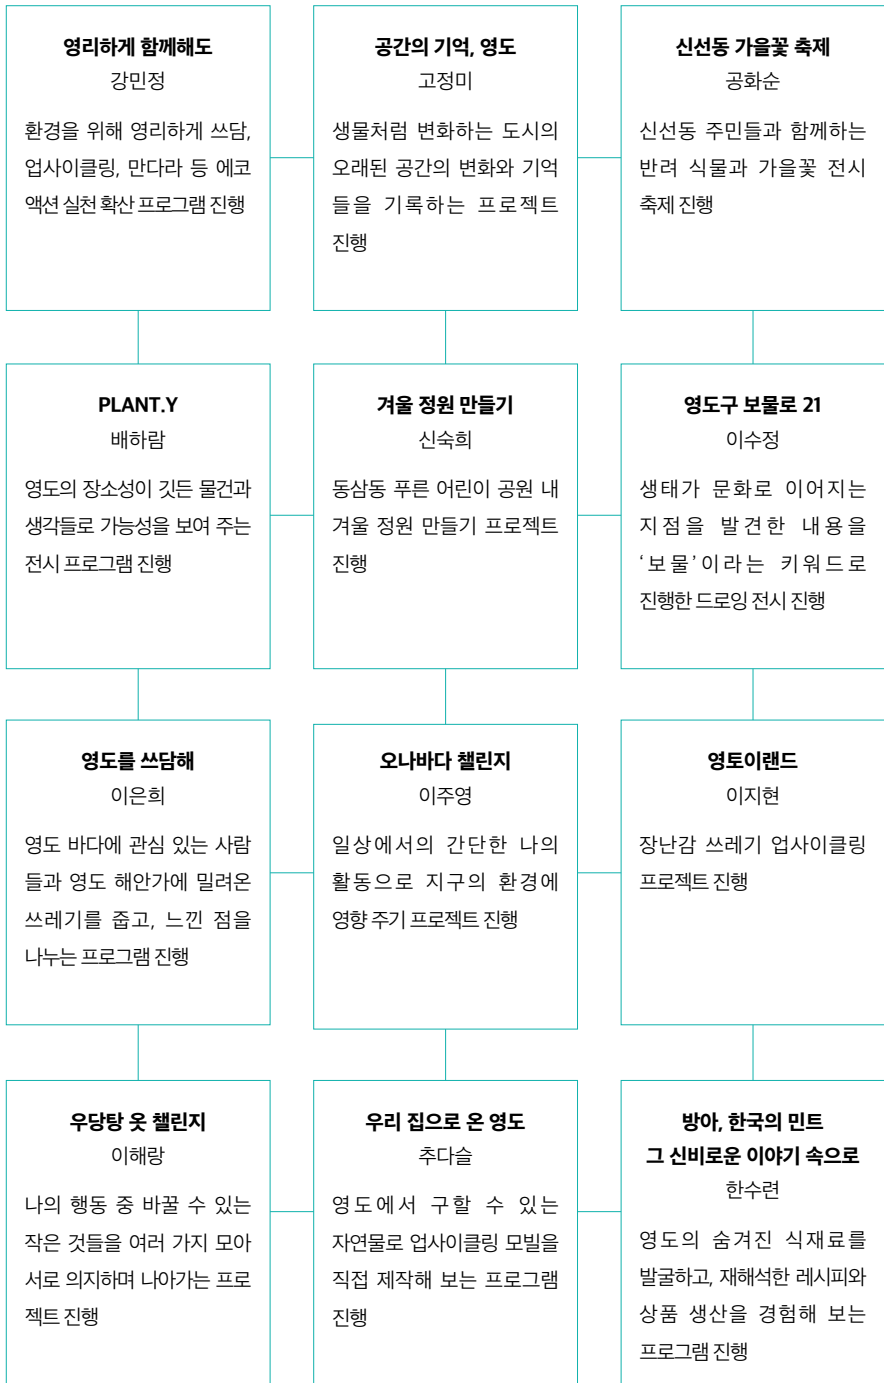 영리하게 함께해도
강민정
환경을 위해 영리하게 쓰담,
업사이클링, 만다라 등 에코
액션 실천 확산 프로그램 진행
공간의 기억, 영도
고정미
생물처럼 변화하는 도시의
오래된 공간의 변화와 기억
들을 기록하는 프로젝트
진행
신선동 가을꽃 축제
공화순
신선동 주민들과 함께하는
반려 식물과 가을꽃 전시
축제 진행
PLANT.Y
배하람
영도의 장소성이 깃든 물건과
생각들로 가능성을 보여 주는
전시 프로그램 진행
겨울 정원 만들기
신숙희
동삼동 푸른 어린이 공원 내
겨울 정원 만들기 프로젝트
진행
영도구 보물로 21
이수정
생태가 문화로 이어지는
지점을 발견한 내용을
‘보물’이라는 키워드로
진행한 드로잉 전시 진행
영도를 쓰담해
이은희
영도 바다에 관심 있는 사람
들과 영도 해안가에 밀려온
쓰레기를 줍고, 느낀 점을
나누는 프로그램 진행
오나바다 챌린지
이주영
일상에서의 간단한 나의
활동으로 지구의 환경에
영향 주기 프로젝트 진행
영토이랜드
이지현
장난감 쓰레기 업사이클링
프로젝트 진행
우당탕 옷 챌린지
이해랑
나의 행동 중 바꿀 수 있는
작은 것들을 여러 가지 모아
서로 의지하며 나아가는 프로
젝트 진행
우리 집으로 온 영도
추다슬
영도에서 구할 수 있는
자연물로 업사이클링 모빌을
직접 제작해 보는 프로그램
진행
방아, 한국의 민트
그 신비로운 이야기 속으로
한수련
영도의 숨겨진 식재료를
발굴하고, 재해석한 레시피와
상품 생산을 경험해 보는
프로그램 진행